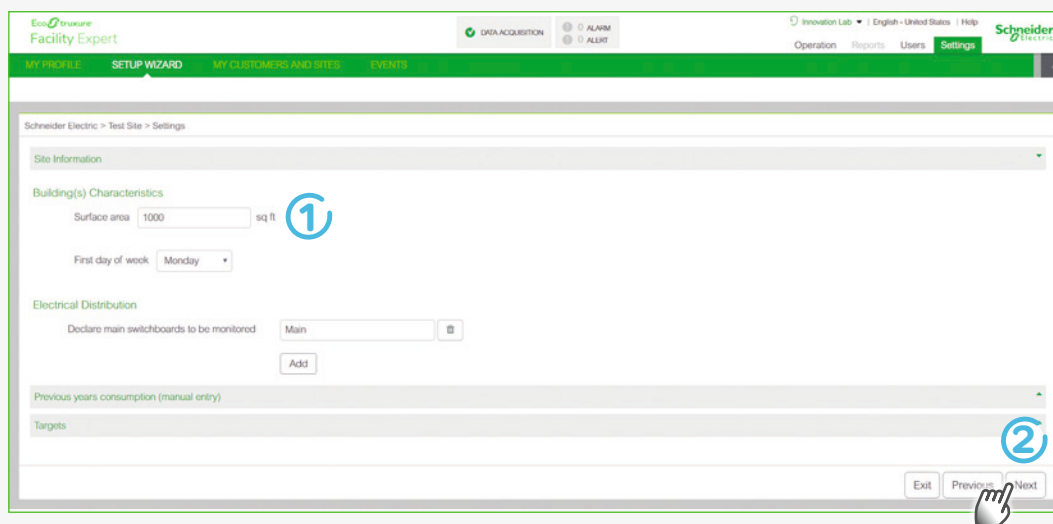 EcoStruxure
Facility Expert
DATA ACQUISITION
0 ALARM
0 ALERT
Innovation Lab | English - United States | Help
Schneider
Electric
Operation Reports Users Settings
MY PROFILE SETUP WIZARD MY CUSTOMERS AND SITES EVENTS
Schneider Electric > Test Site > Settings
Site Information
Building(s) Characteristics
Surface area 1000 sq ft
1
First day of week Monday
Electrical Distribution
Declare main switchboards to be monitored Main
Add
Previous years consumption (manual entry)
Targets
2
Exit Previous Next